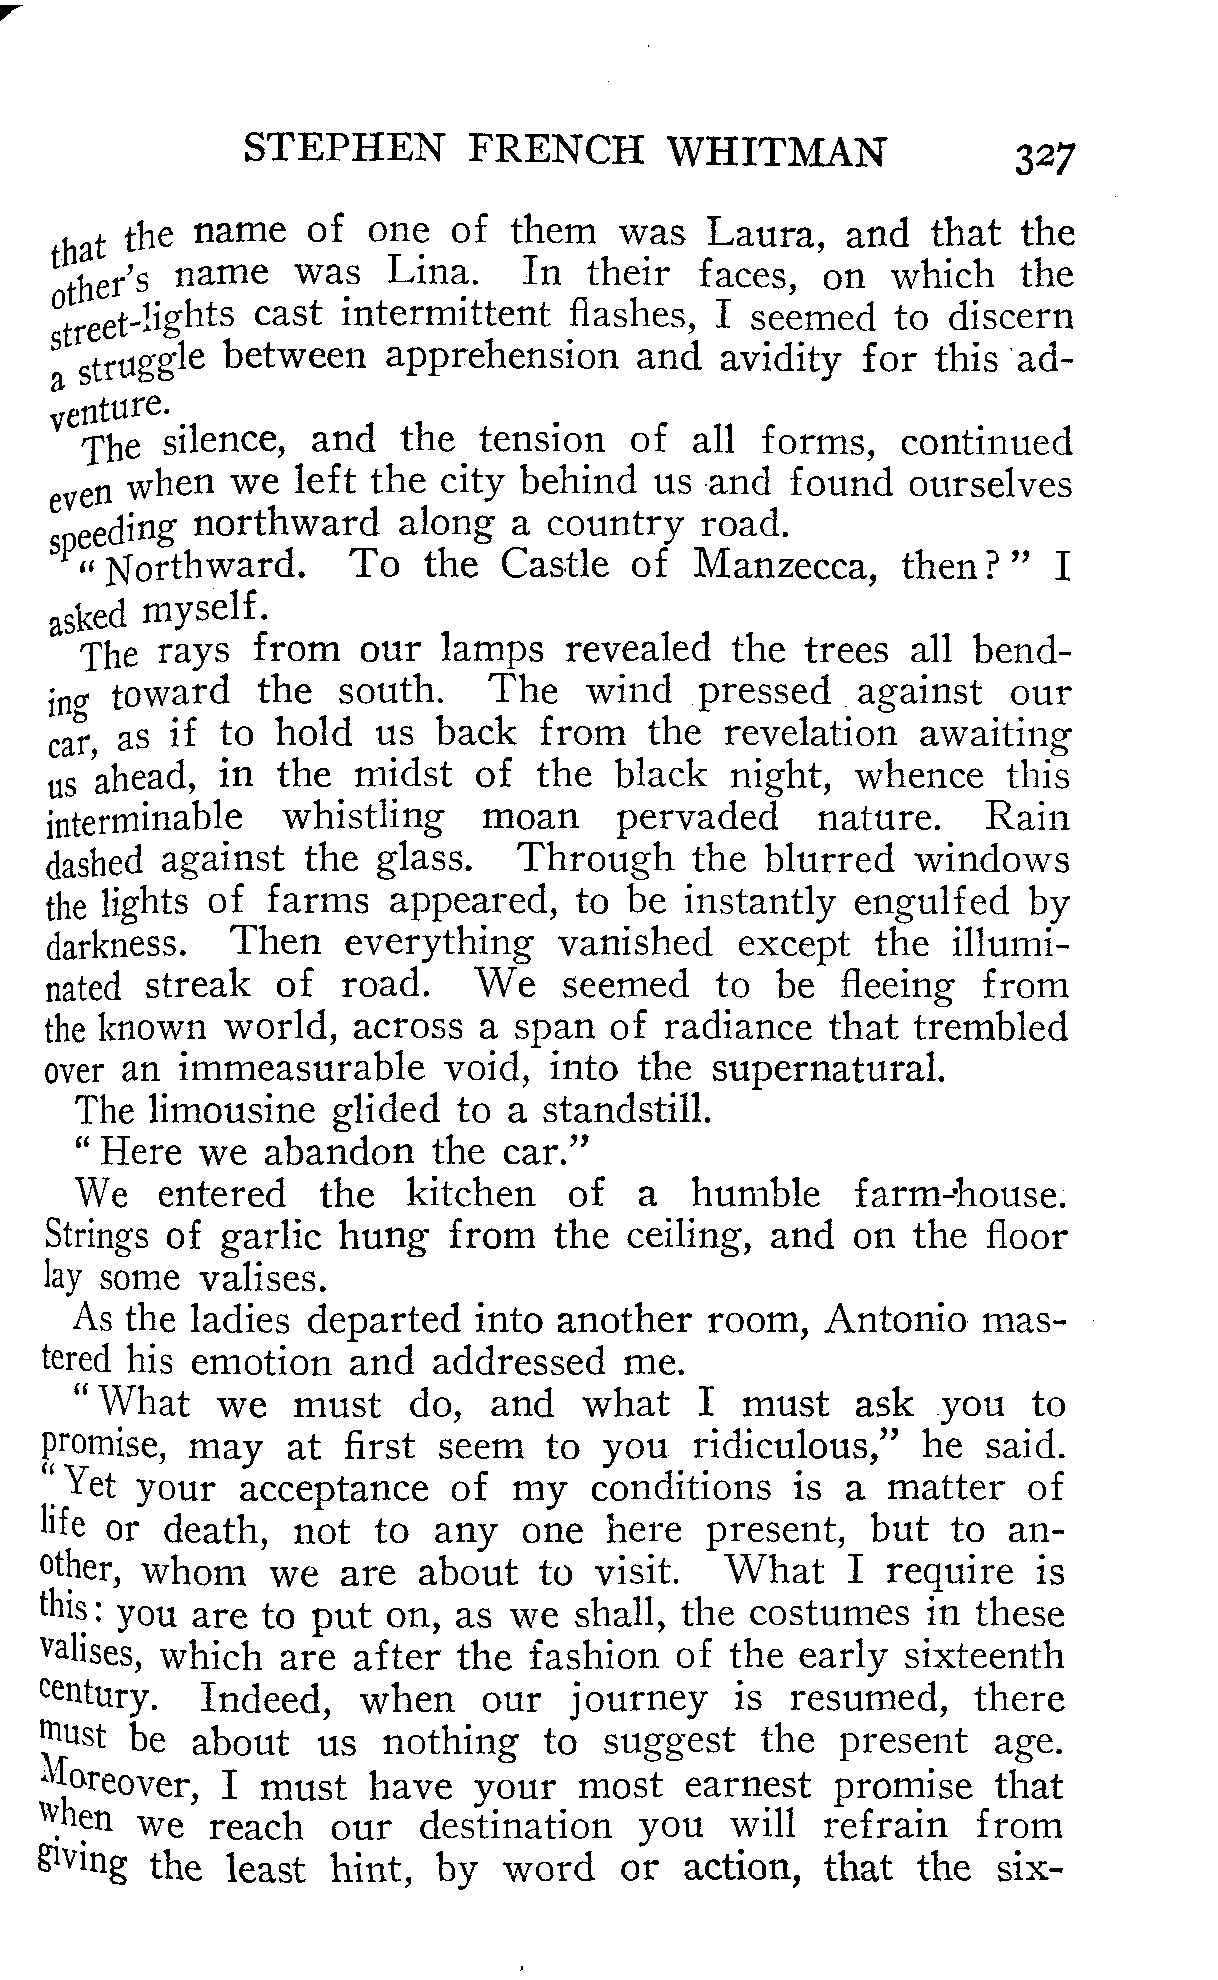 STEPHEN FRENCH WHITMAN 327
that the name of one of them was Laura, and that the
other's name was Lina. In their faces, on which the
street-lights cast intermittent flashes, I seemed to discern
a struggle between apprehension and avidity for this ad-
venture.
The silence, and the tension of all forms, continued
even when we left the city behind us and found ourselves
speeding northward along a country road.
"Northward. To the Castle of Manzecca, then?" I
asked myself.
The rays from our lamps revealed the trees all bend-
ing toward the south. The wind pressed against our
car, as if to hold us back from the revelation awaiting
us ahead, in the midst of the black night, whence this
interminable whistling moan pervaded nature. Rain
dashed against the glass. Through the blurred windows
the lights of farms appeared, to be instantly engulfed by
darkness. Then everything vanished except the illumi-
nated streak of road. We seemed to be fleeing from
the known world, across a span of radiance that trembled
over an immeasurable void, into the supernatural.
The limousine glided to a standstill.
"Here we abandon the car."
We entered the kitchen of a humble farm-house.
Strings of garlic hung from the ceiling, and on the floor
lay some valises.
As the ladies departed into another room, Antonio mas-
tered his emotion and addressed me.
"What we must do, and what I must ask you to
promise, may at first seem to you ridiculous," he said.
"Yet your acceptance of my conditions is a matter of
life or death, not to any one here present, but to an-
other, whom we are about to visit. What I require is
this: you are to put on, as we shall, the costumes in these
valises, which are after the fashion of the early sixteenth
century. Indeed, when our journey is resumed, there
must be about us nothing to suggest the present age.
Moreover, I must have your most earnest promise that
when we reach our destination you will refrain from
giving the least hint, by word or action, that the six-